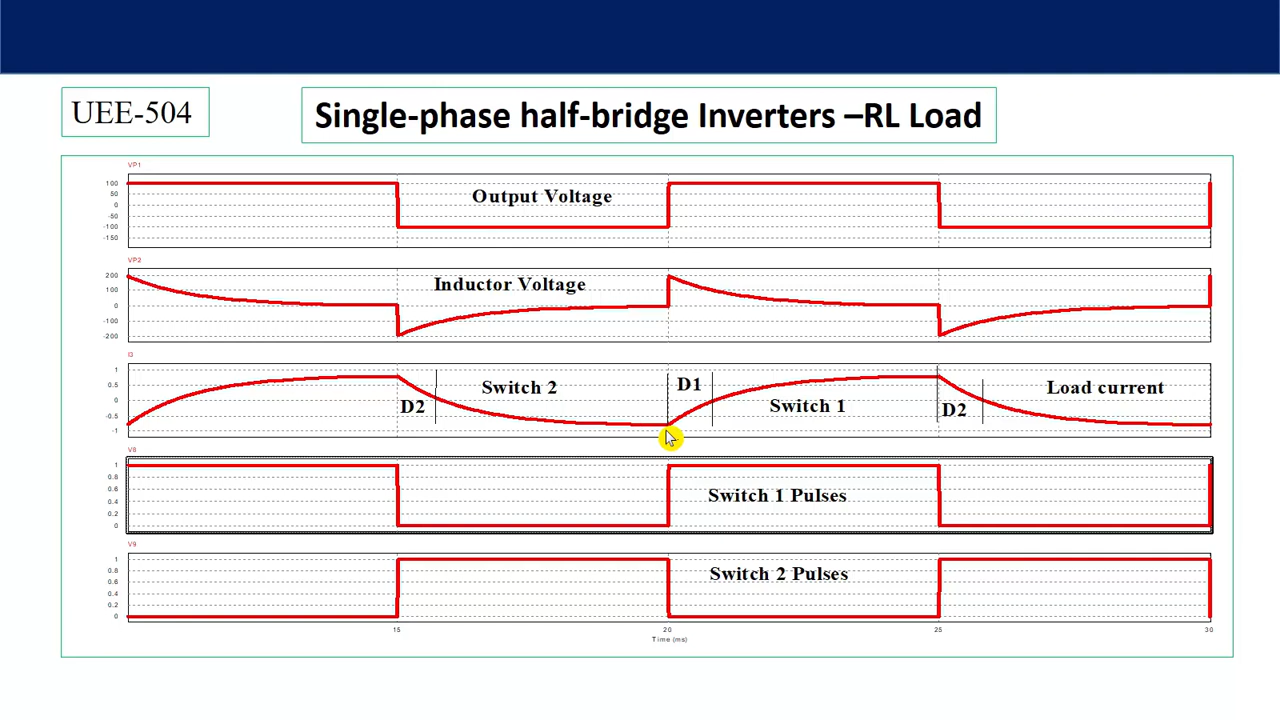 UEE-504
Single-phase half-bridge Inverters –RL Load
VP1
100
50
0
-50
-100
-150
Output Voltage
VP2
200
100
0
-100
-200
Inductor Voltage
I3
1
0.5
0
-0.5
-1
D2
Switch 2
D1
Switch 1
D2
Load current
V8
1
0.8
0.6
0.4
0.2
0
Switch 1 Pulses
V9
1
0.8
0.6
0.4
0.2
0
Switch 2 Pulses
15 20 25 30
Time (ms)